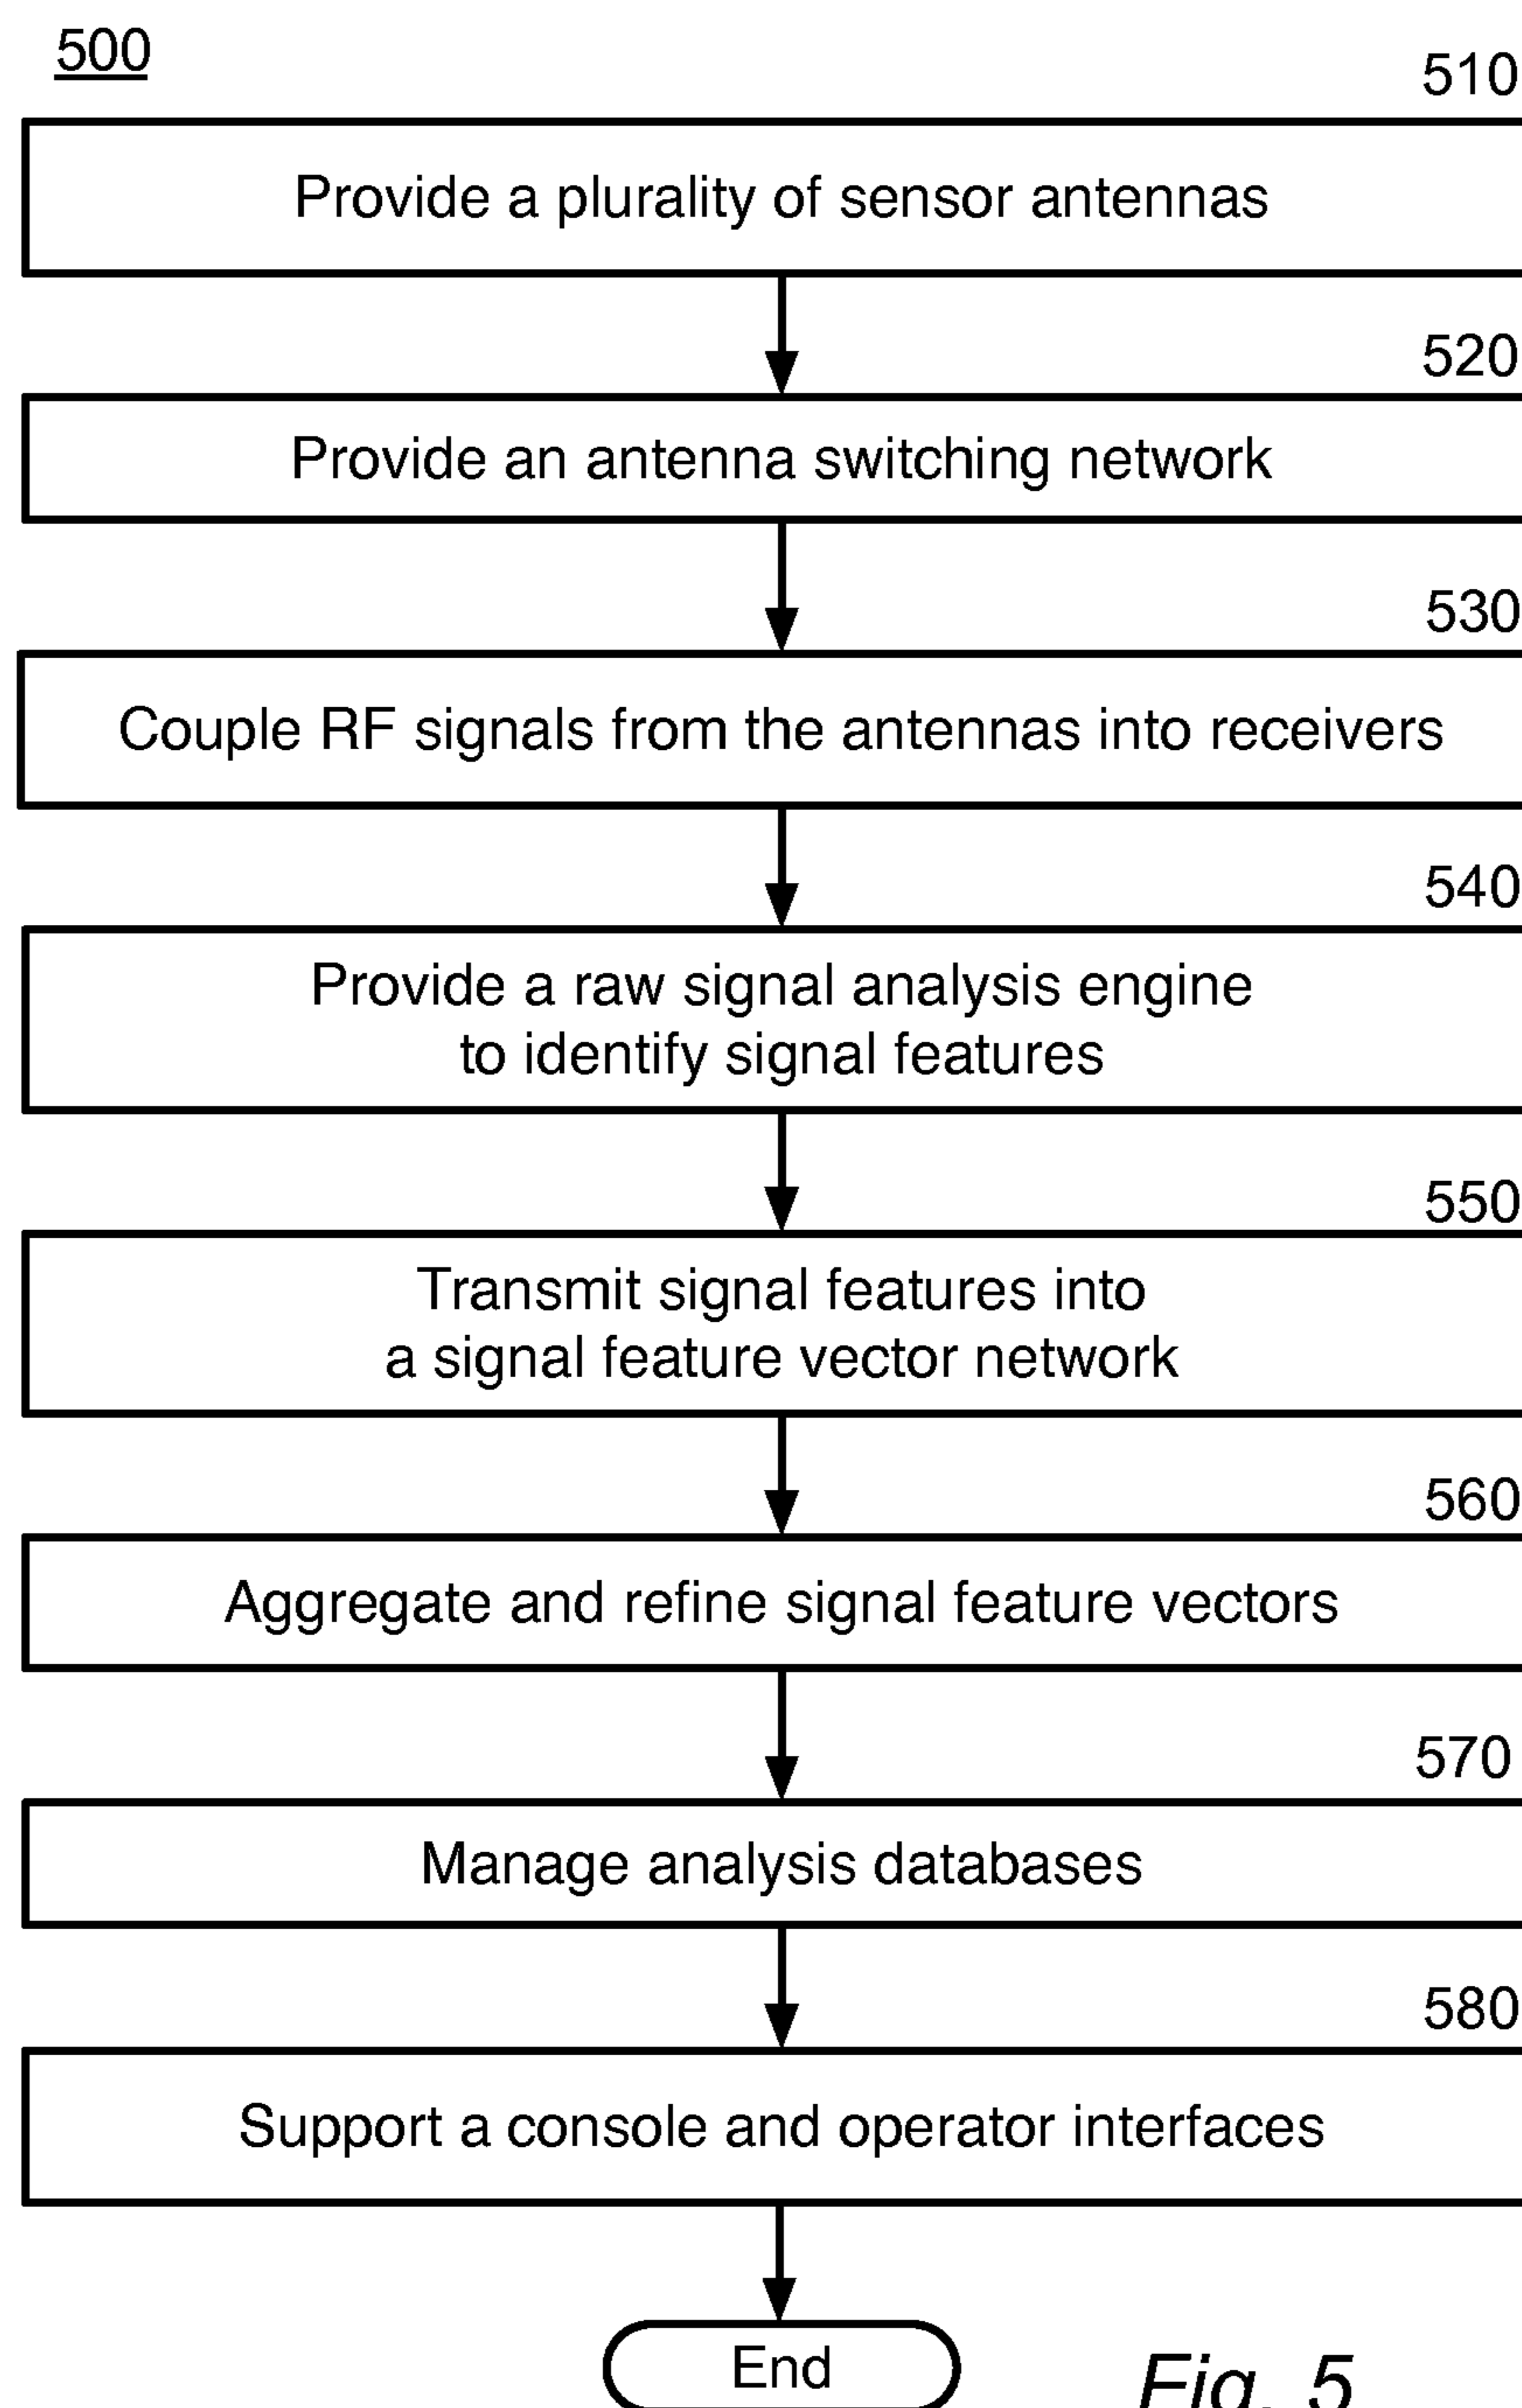 500
510
Provide a plurality of sensor antennas
520
Provide an antenna switching network
530
Couple RF signals from the antennas into receivers
540
Provide a raw signal analysis engine
to identify signal features
550
Transmit signal features into
a signal feature vector network
560
Aggregate and refine signal feature vectors
570
Manage analysis databases
580
Support a console and operator interfaces
End
Fig. 5